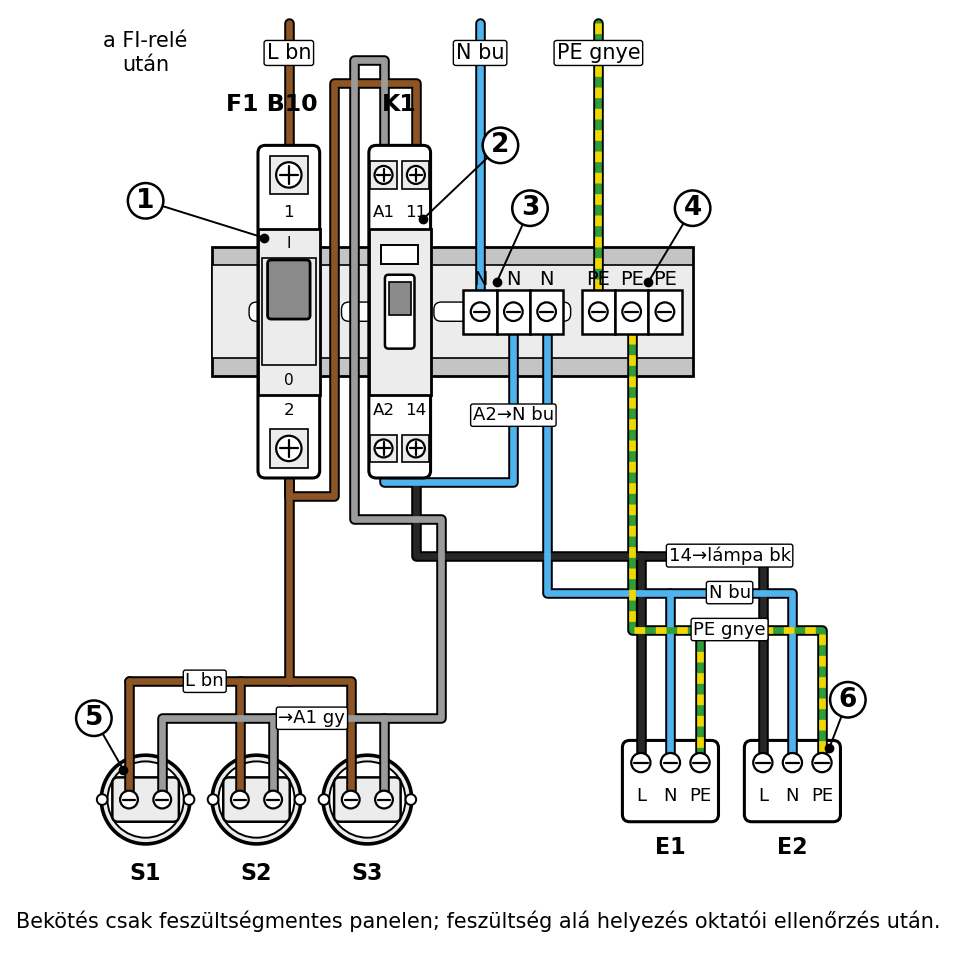 a FI-relé
után
L bn
N bu
PE gnye
F1 B10
K1
2
1
3
4
1
A1 11
I
N N N
PE PE PE
0
2
A2 14
A2→N bu
14→lámpa bk
N bu
PE gnye
L bn
→A1 gy
5
6
L N PE
L N PE
E1
E2
S1
S2
S3
Bekötés csak feszültségmentes panelen; feszültség alá helyezés oktatói ellenőrzés után.